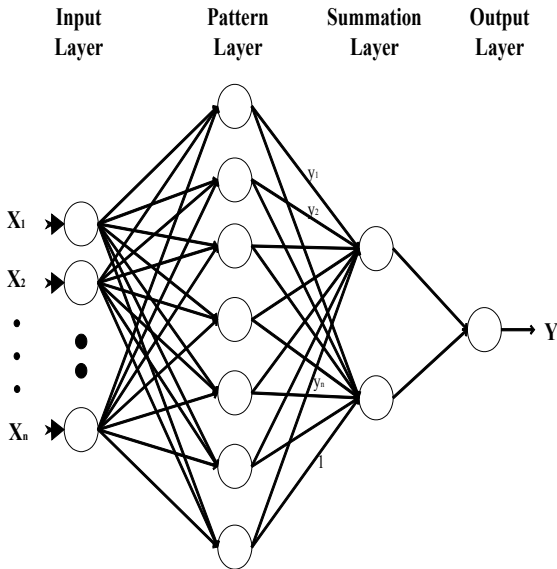 Input Layer
Pattern Layer
Summation Layer
Output Layer
y1
y2
X1
X2
Y
yn
Xn
1